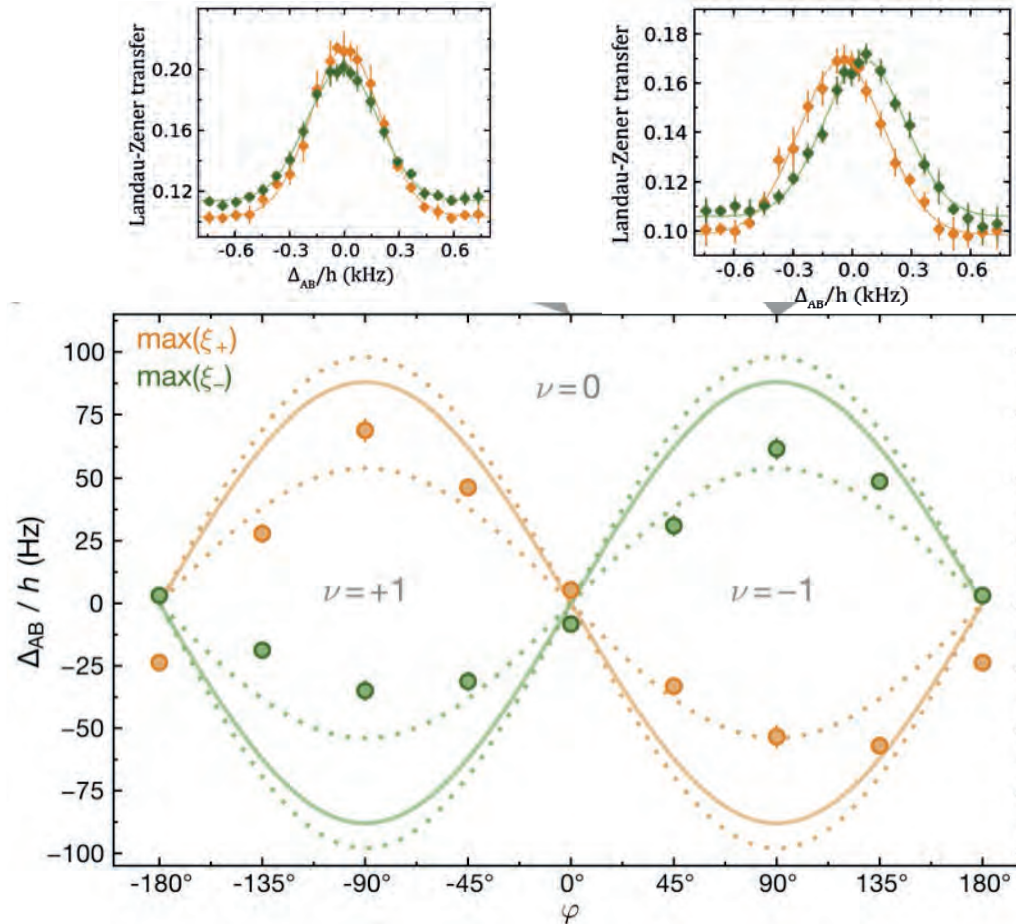 Landau-Zener transfer
0.20
0.16
0.12
-0.6 -0.3 0.0 0.3 0.6
Δ_AB/h (kHz)
Landau-Zener transfer
0.18
0.16
0.14
0.12
0.10
-0.6 -0.3 0.0 0.3 0.6
Δ_AB/h (kHz)
max(ξ₊)
max(ξ₋)
ν=0
ν=+1
ν=−1
Δ_AB / h (Hz)
100
75
50
25
0
−25
−50
−75
−100
-180° -135° -90° -45° 0° 45° 90° 135° 180°
φ